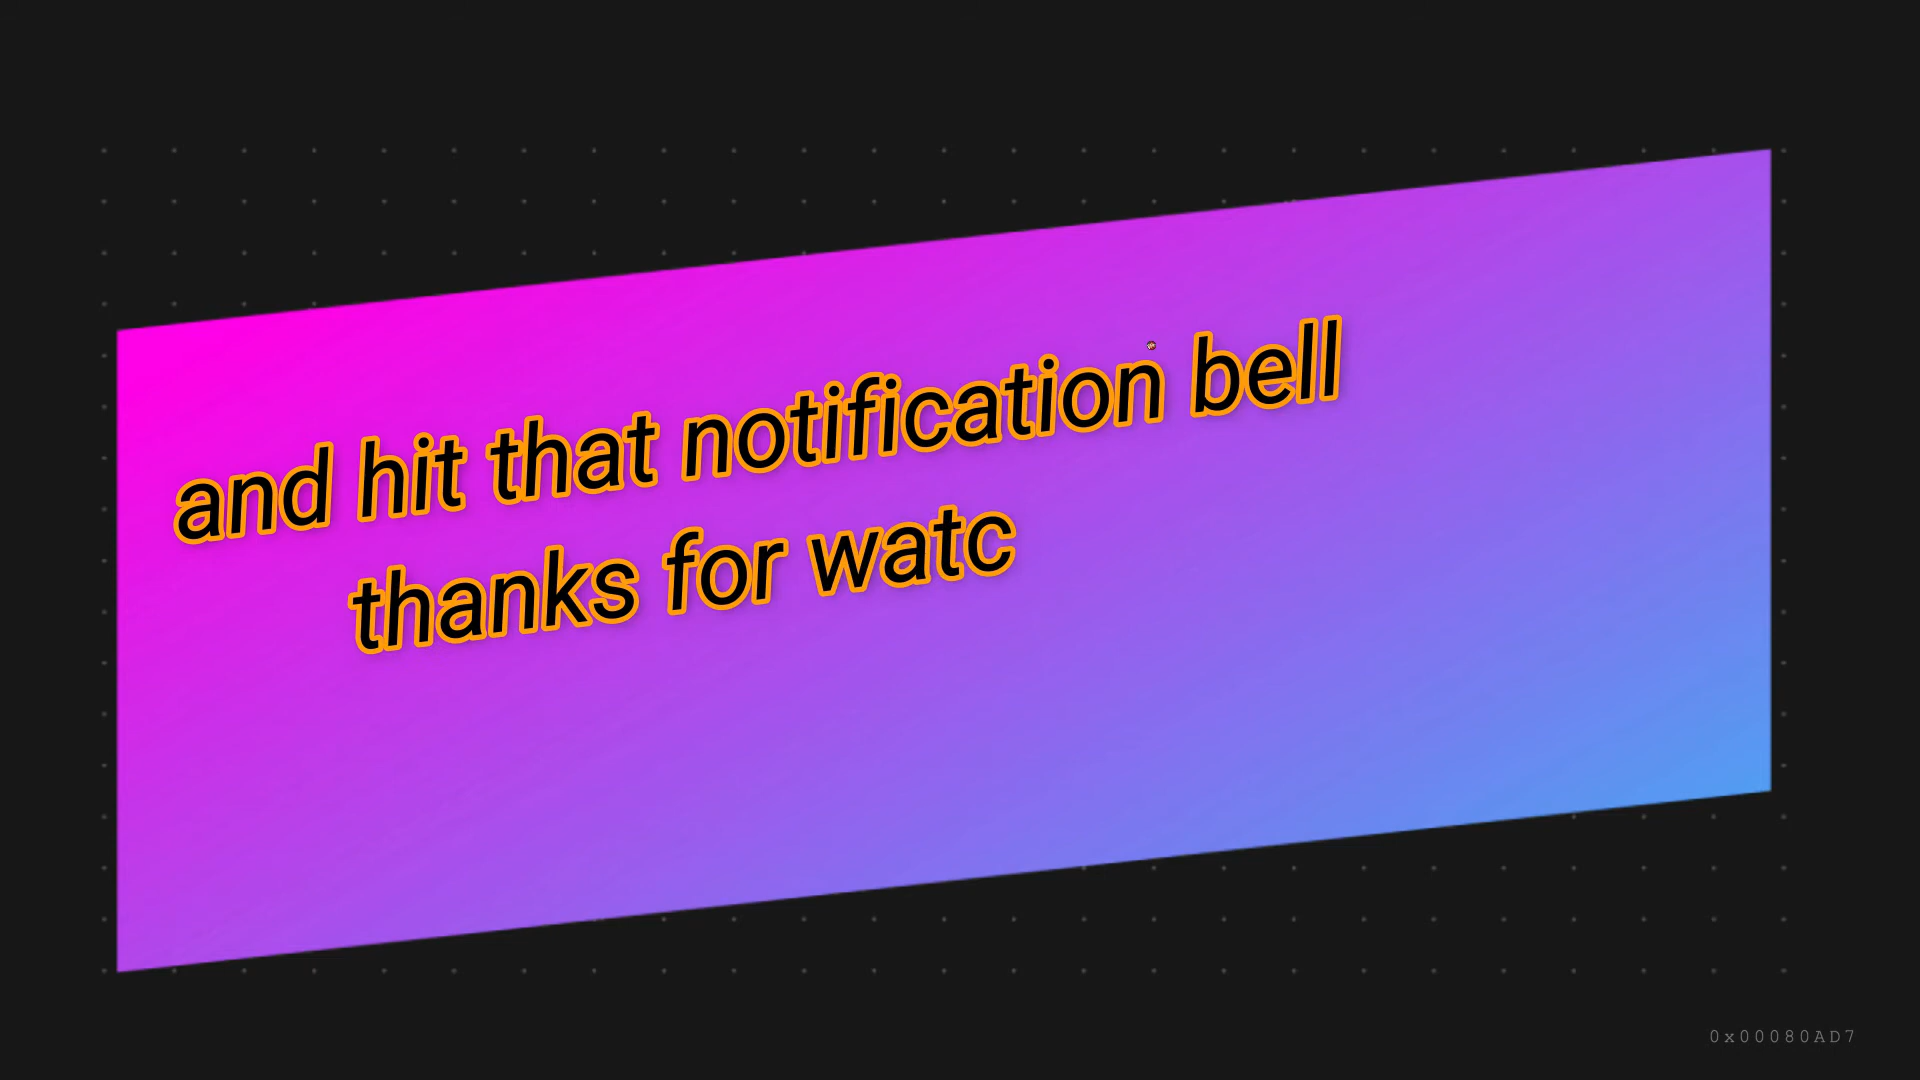 and hit that notification bell
thanks for watc
0x00080AD7